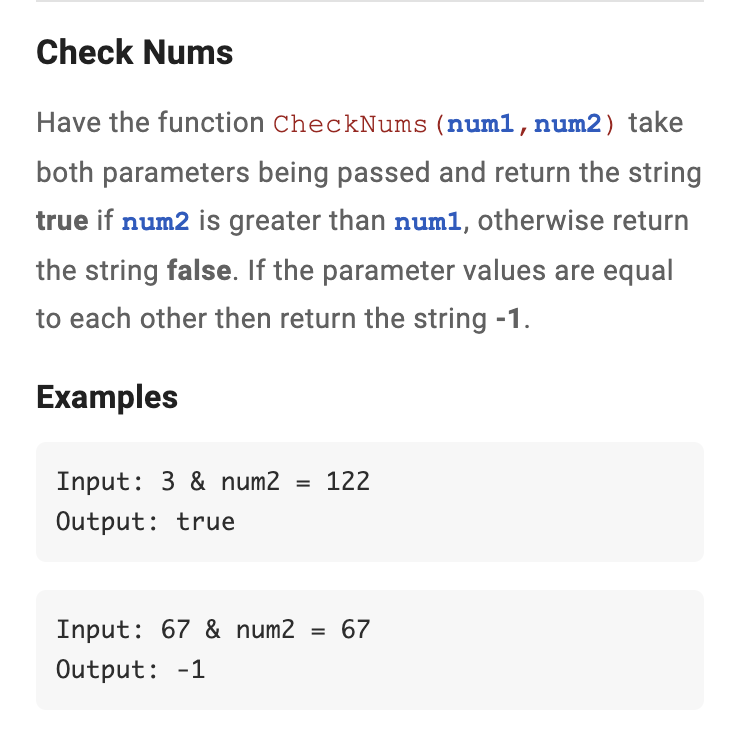 Check Nums
Have the function CheckNums(num1,num2) take
both parameters being passed and return the string
true if num2 is greater than num1, otherwise return
the string false. If the parameter values are equal
to each other then return the string -1.
Examples
Input: 3 & num2 = 122
Output: true
Input: 67 & num2 = 67
Output: -1